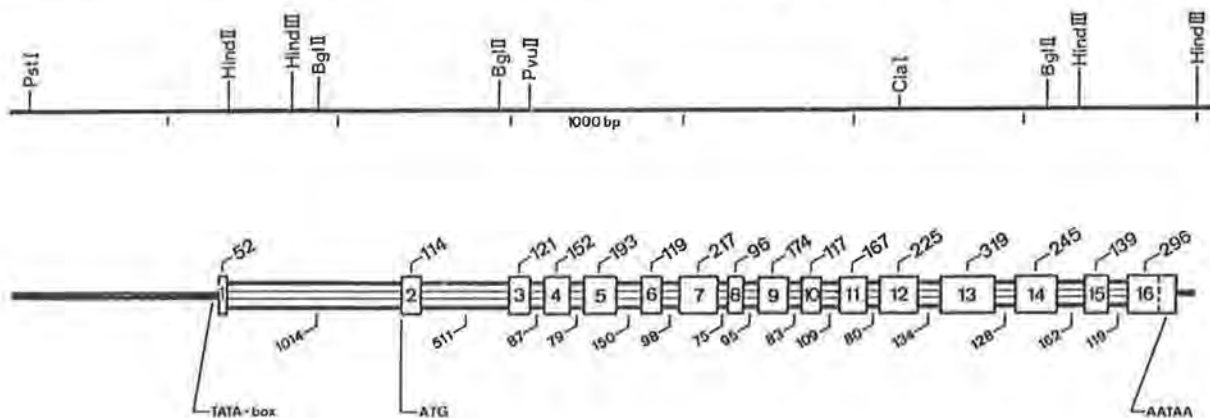 PstI HindII HindIII BglII BglII PvuII ClaI BglII HindIII HindIII
1000 bp
52 114 121 152 193 119 217 96 174 117 167 225 319 245 139 296
1 2 3 4 5 6 7 8 9 10 11 12 13 14 15 16
1014 511 87 79 150 98 75 95 83 109 80 134 128 162 119
TATA-box ATG AATAA